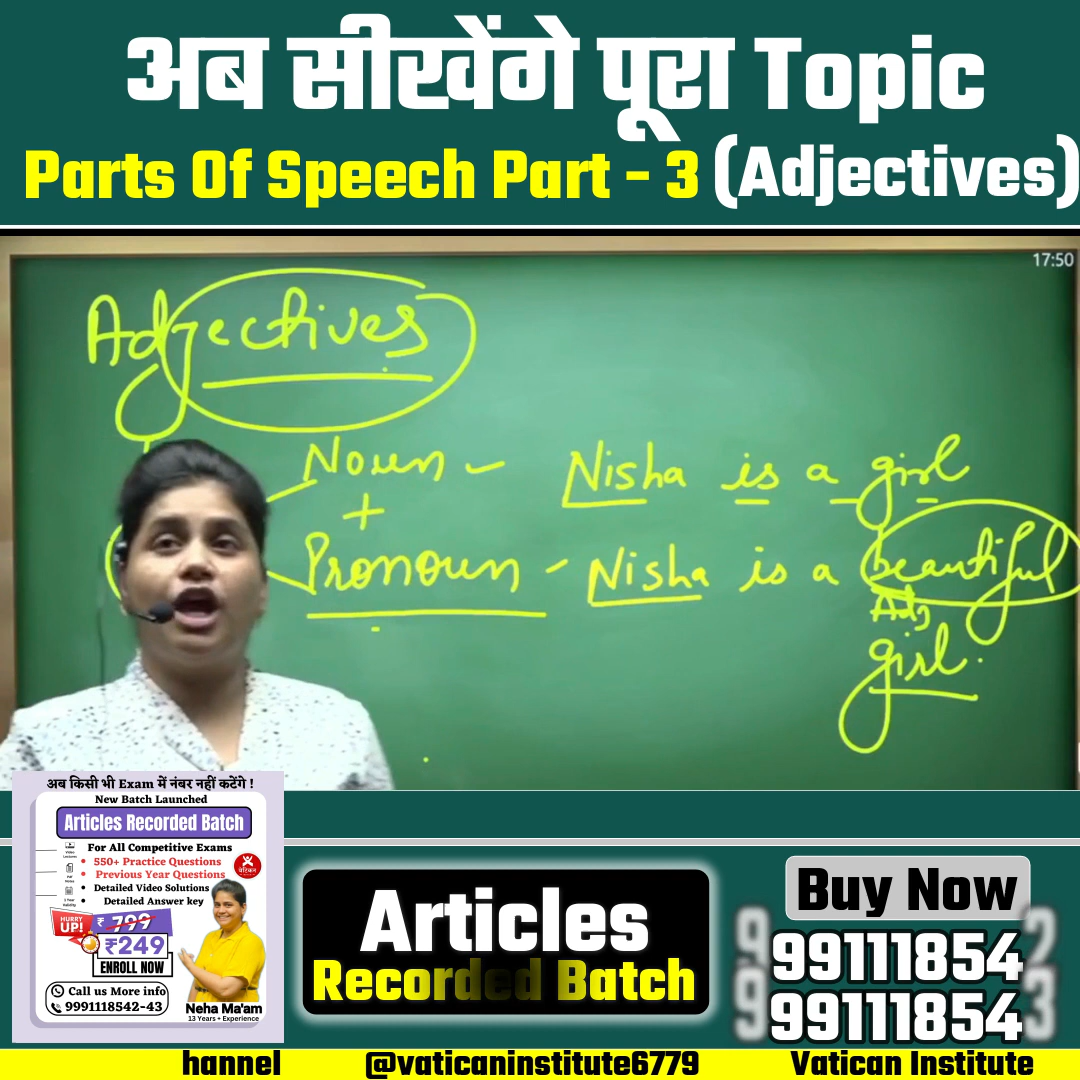 अब सीखेंगे पूरा Topic
Parts Of Speech Part - 3 (Adjectives)
17:50
Adjectives
Noun - Nisha is a girl
+
Pronoun - Nisha is a beautiful
Adj
girl.
अब किसी भी Exam में नंबर नहीं कटेंगे !
New Batch Launched
Articles Recorded Batch
For All Competitive Exams
• 550+ Practice Questions
• Previous Year Questions
• Detailed Video Solutions
• Detailed Answer key
HURRY UP!
₹ 799
₹249
ENROLL NOW
Call us More info
9991118542-43
Neha Ma'am
13 Years + Experience
Articles
Recorded Batch
Buy Now
9991118542
9991118543
hannel @vaticaninstitute6779 Vatican Institute